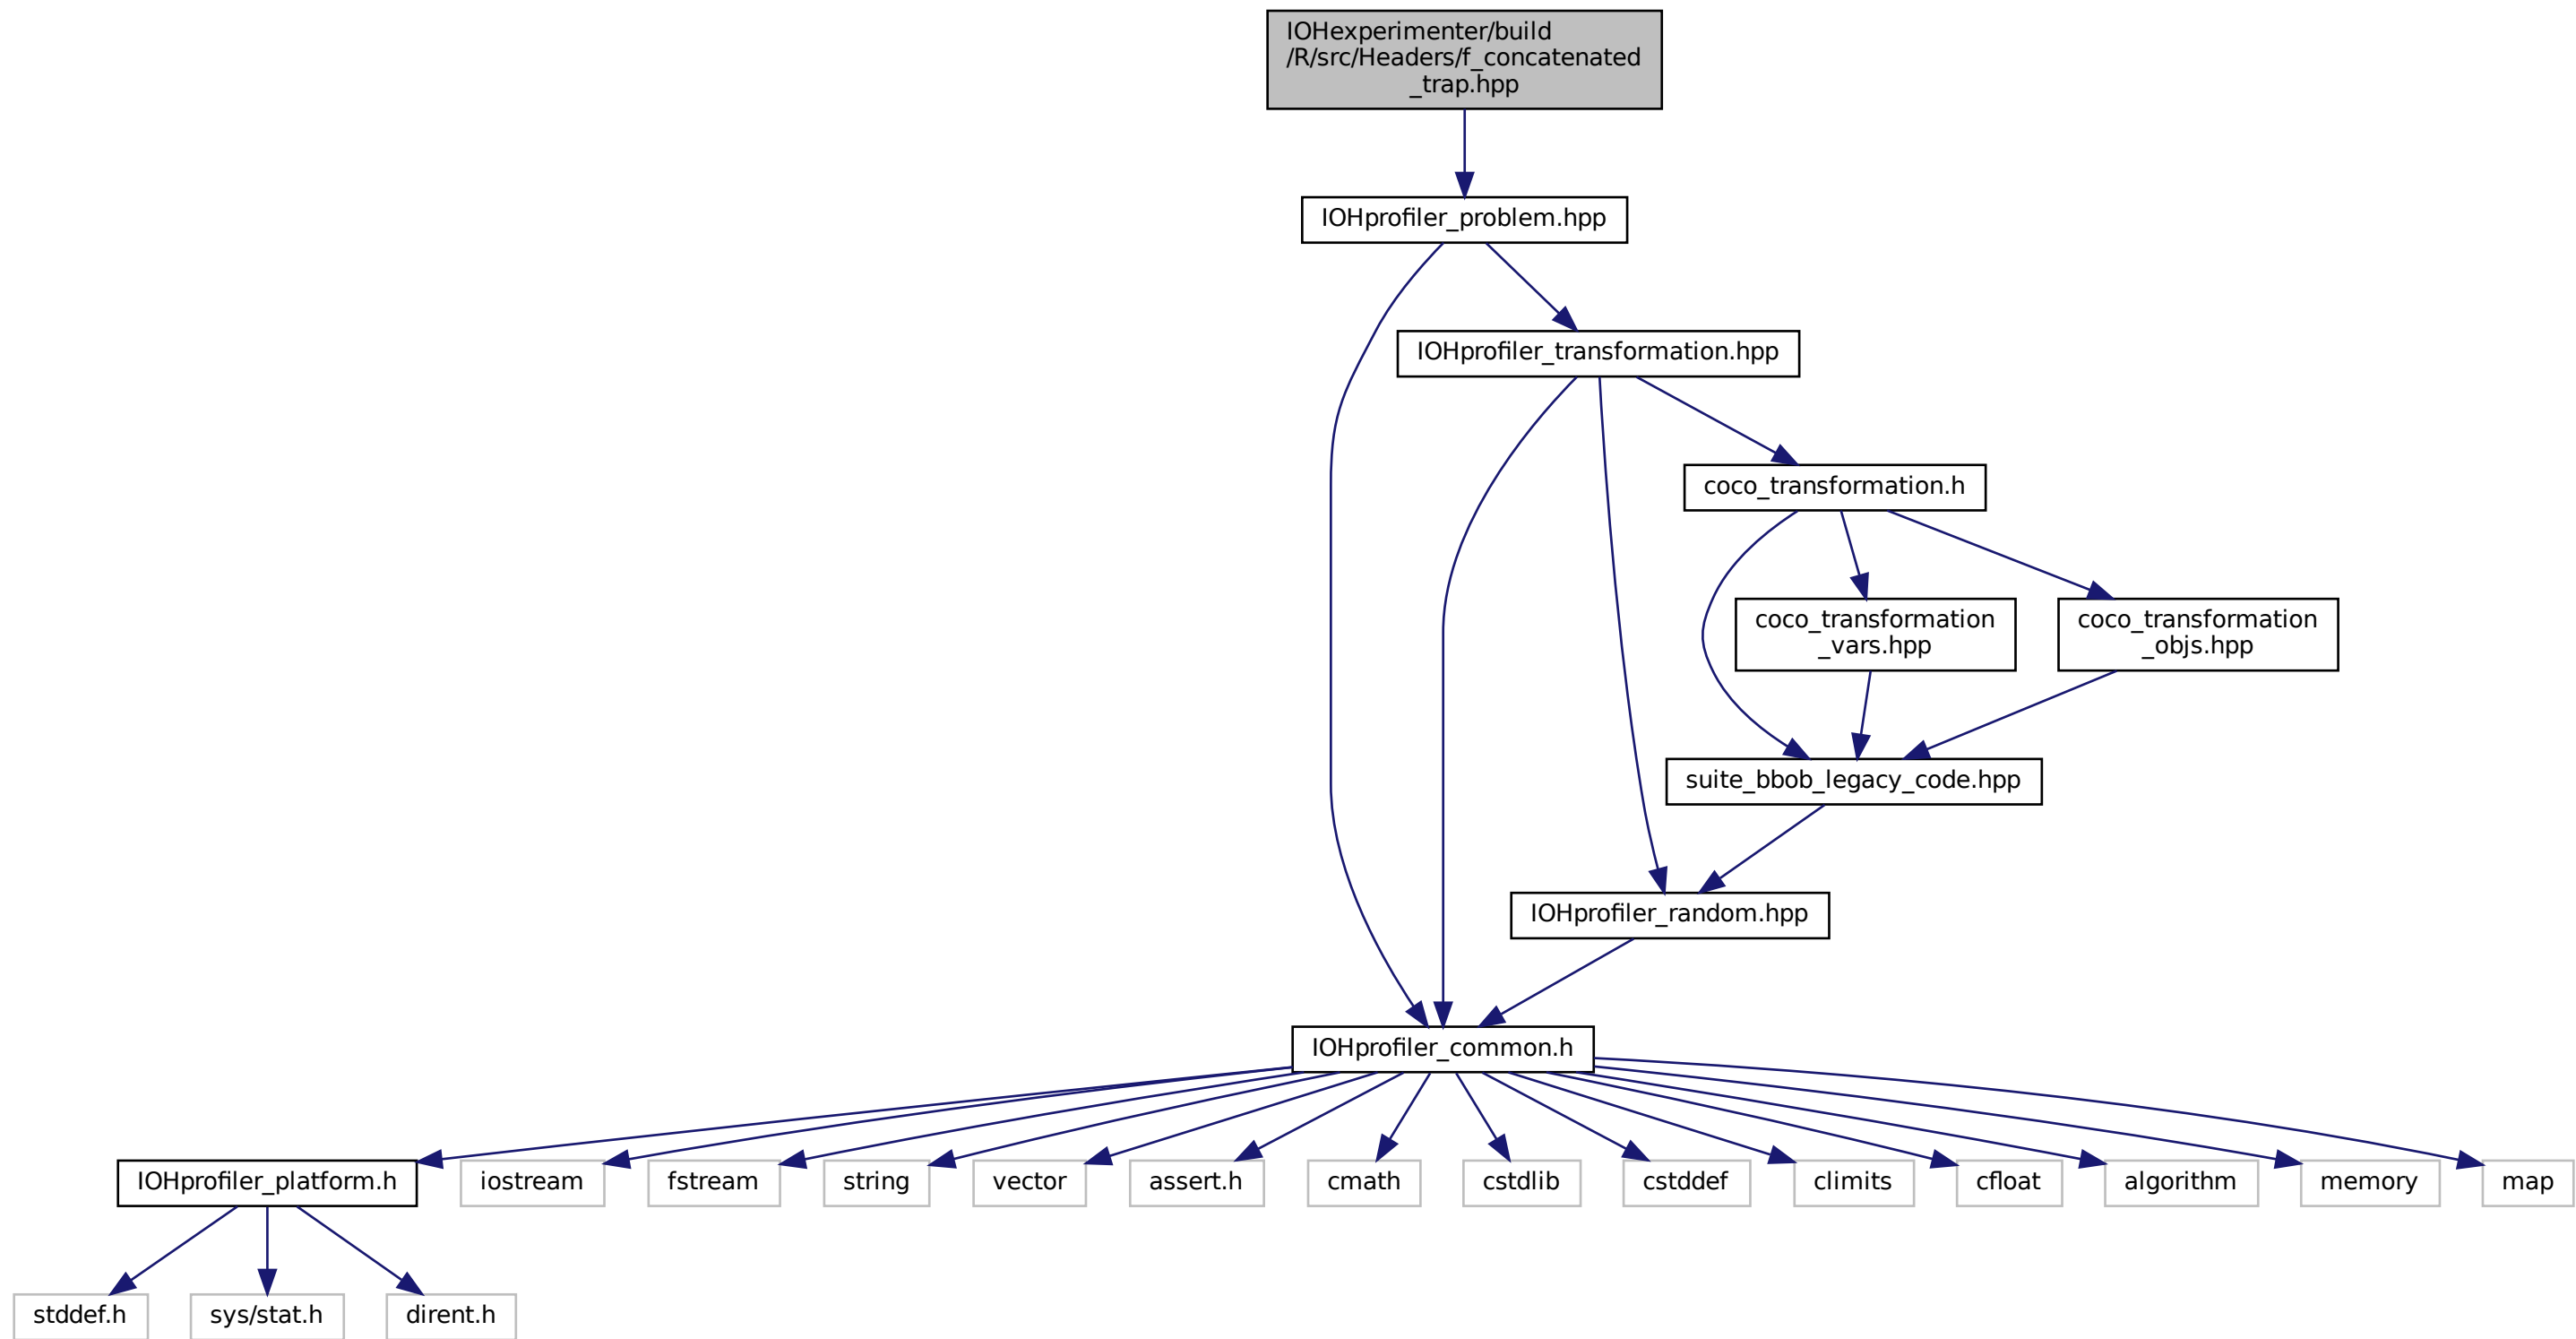 IOHexperimenter/build
/R/src/Headers/f_concatenated
_trap.hpp
IOHprofiler_problem.hpp
IOHprofiler_transformation.hpp
coco_transformation.h
coco_transformation
_vars.hpp
coco_transformation
_objs.hpp
suite_bbob_legacy_code.hpp
IOHprofiler_random.hpp
IOHprofiler_common.h
IOHprofiler_platform.h
iostream
fstream
string
vector
assert.h
cmath
cstdlib
cstddef
climits
cfloat
algorithm
memory
map
stddef.h
sys/stat.h
dirent.h